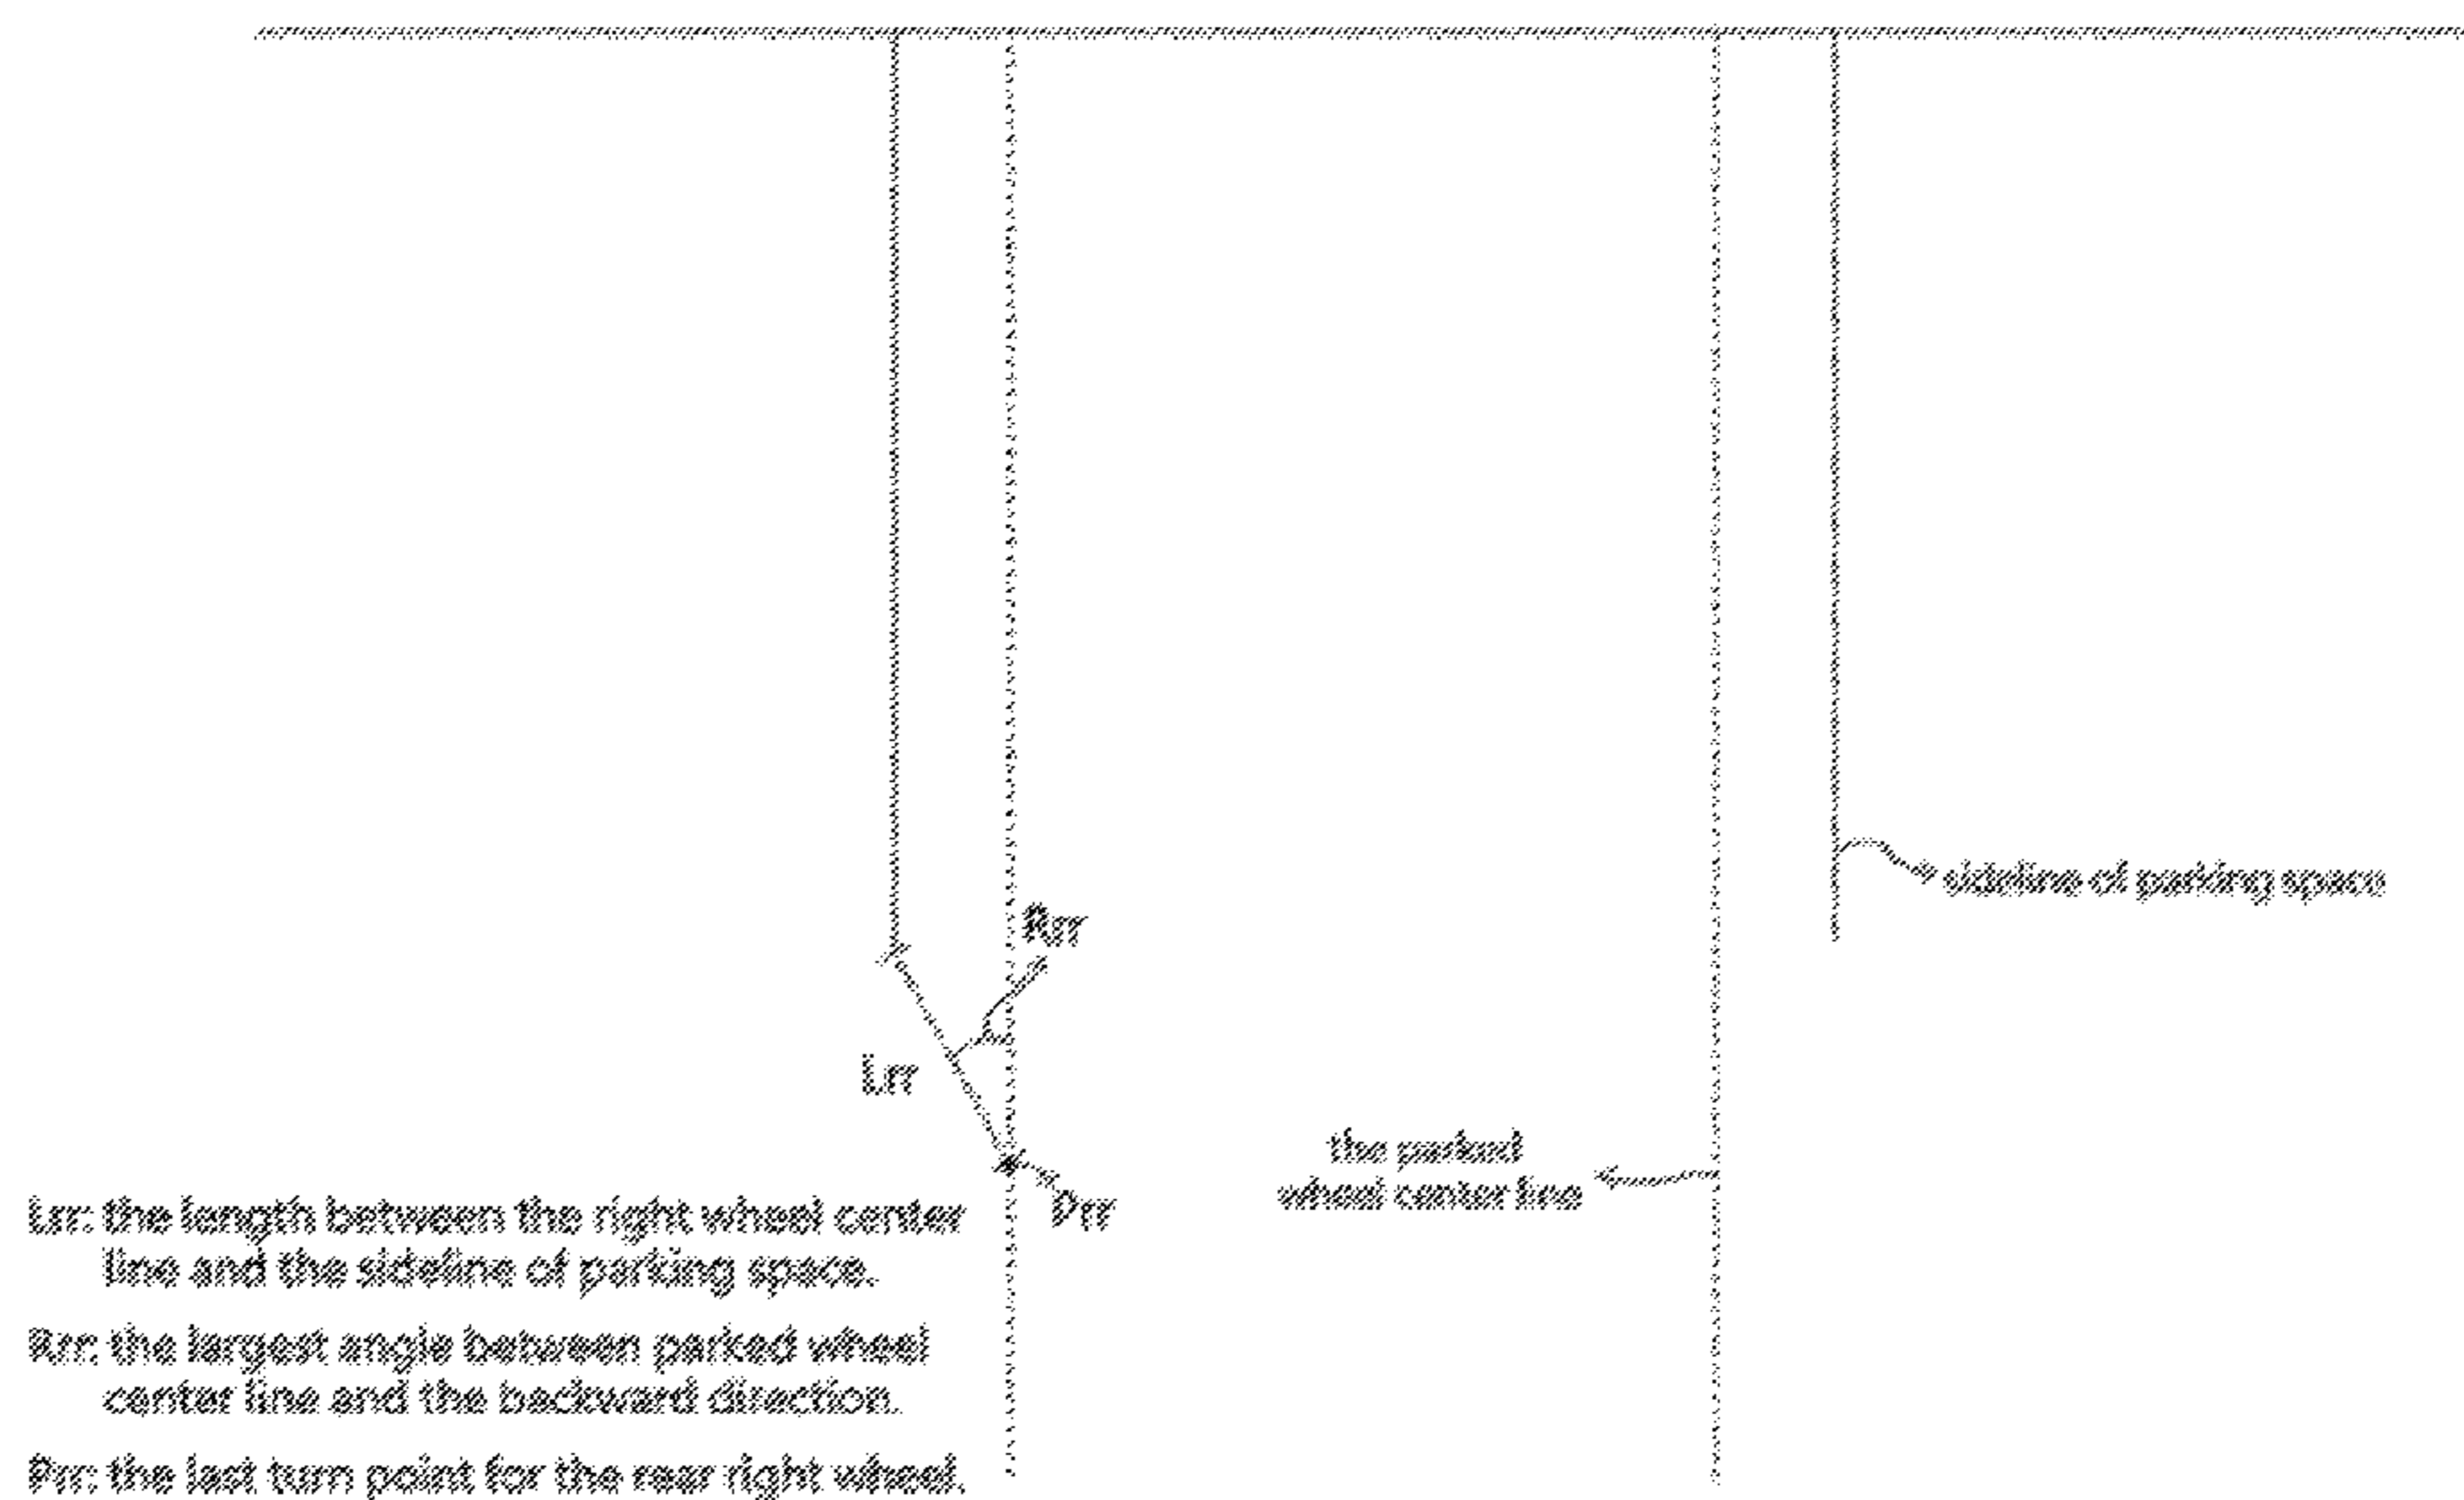 Rrr
sideline of parking space
Lrr
the parked
wheel center line
Prr
Lrr: the length between the right wheel center
line and the sideline of parking space.
Rrr: the largest angle between parked wheel
center line and the backward direction.
Prr: the last turn point for the rear right wheel.